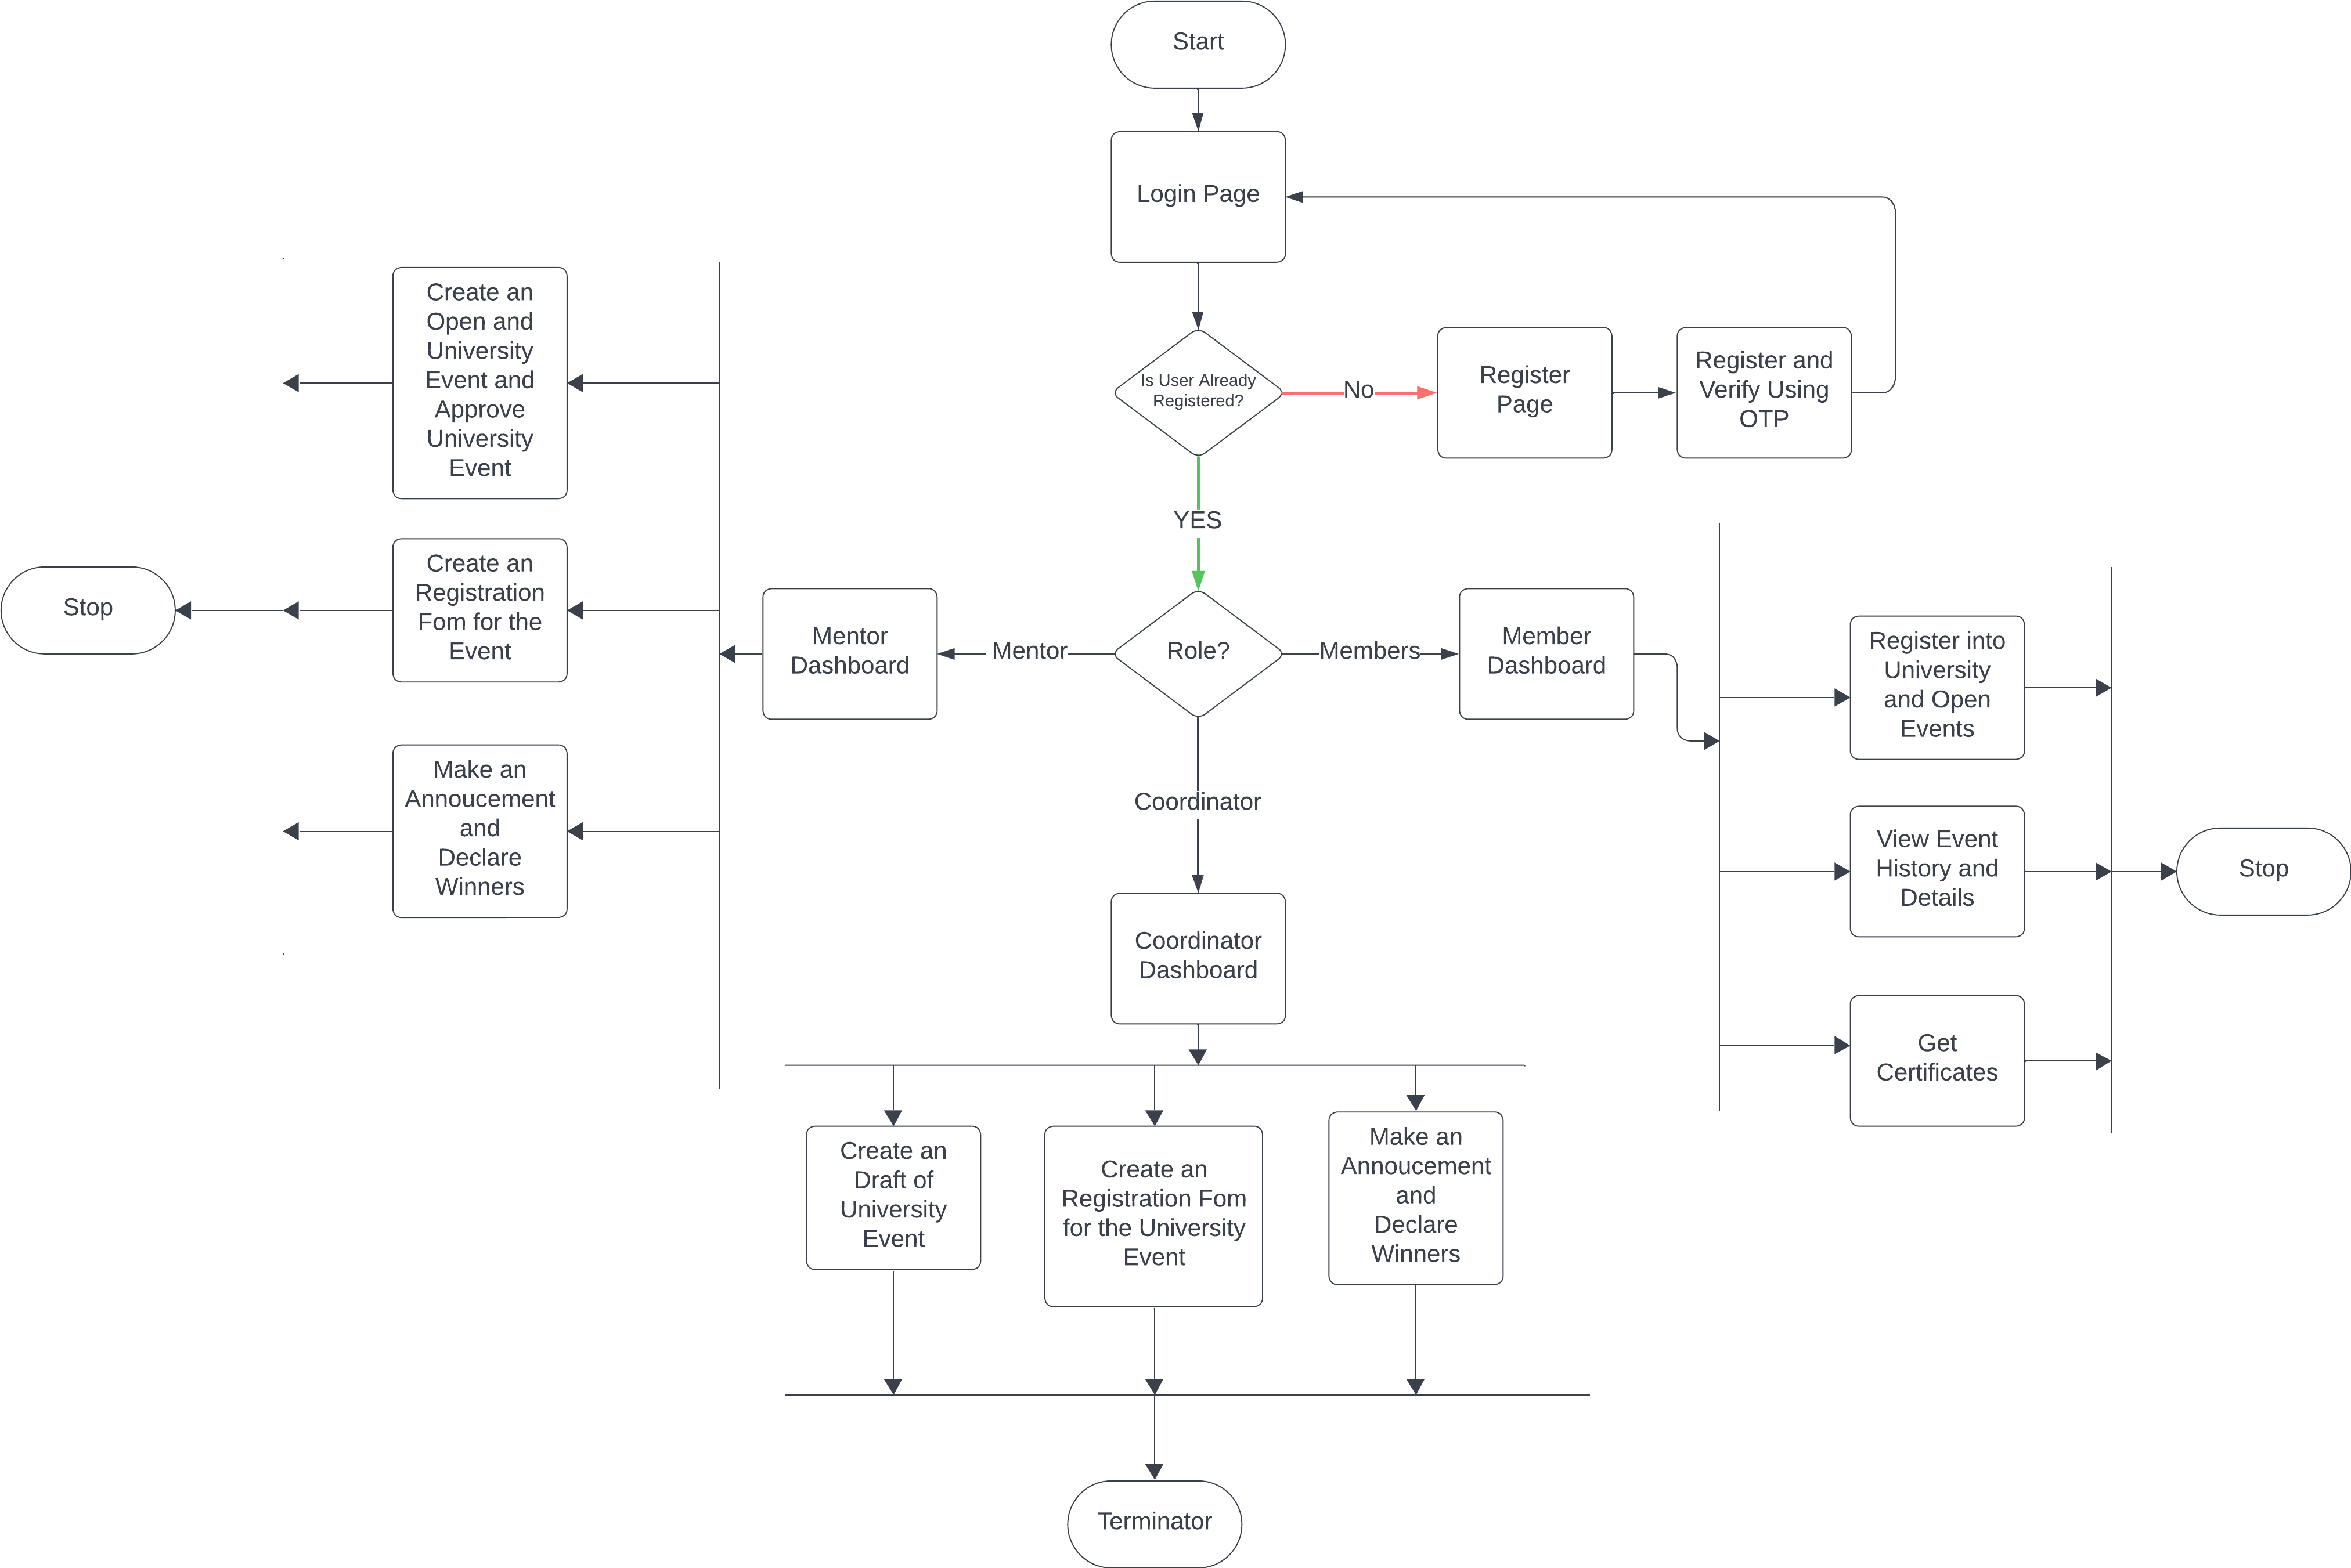 Start
Login Page
Is User Already
Registered?
No
Register
Page
Register and
Verify Using
OTP
YES
Role?
Mentor
Mentor
Dashboard
Create an
Open and
University
Event and
Approve
University
Event
Create an
Registration
Fom for the
Event
Make an
Annoucement
and
Declare
Winners
Stop
Members
Member
Dashboard
Register into
University
and Open
Events
View Event
History and
Details
Get
Certificates
Stop
Coordinator
Coordinator
Dashboard
Create an
Draft of
University
Event
Create an
Registration Fom
for the University
Event
Make an
Annoucement
and
Declare
Winners
Terminator